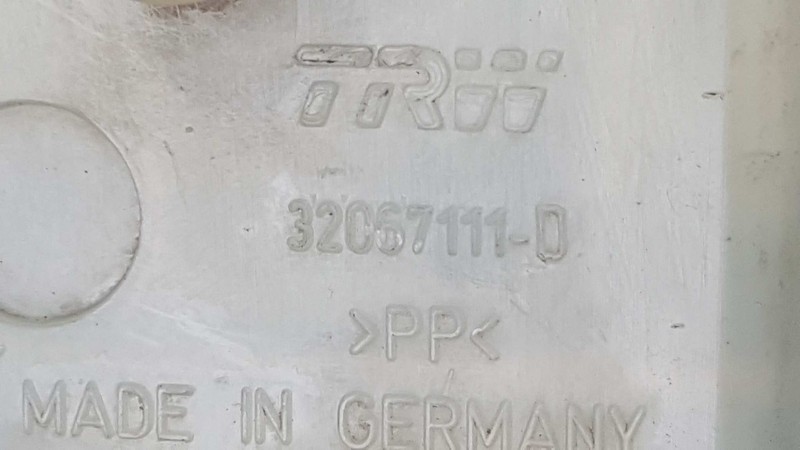 TRW
32067111-D
>PP<
MADE IN GERMANY